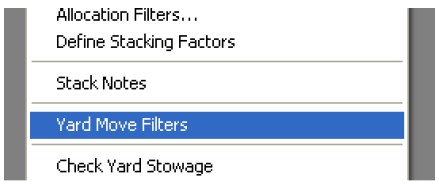 Allocation Filters...
Define Stacking Factors
Stack Notes
Yard Move Filters
Check Yard Stowage